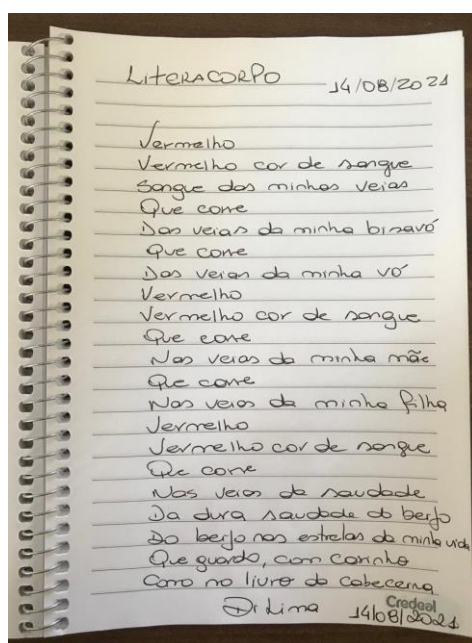 LITERACORPO 14/08/2021
Vermelho
Vermelho cor de sangue
Sangue das minhas veias
Que corre
Das veias da minha bisavó
Que corre
Das veias da minha vó
Vermelho
Vermelho cor de sangue
Que corre
Nas veias da minha mãe
Que corre
Nas veias da minha filha
Vermelho
Vermelho cor de sangue
Que corre
Nas veias da saudade
Da dura saudade do berço
Do berço nas estrelas da minha vida
Que guardo, com carinho
Como no livro da cabeceira
Di Lima 14/08/2021
Credeal